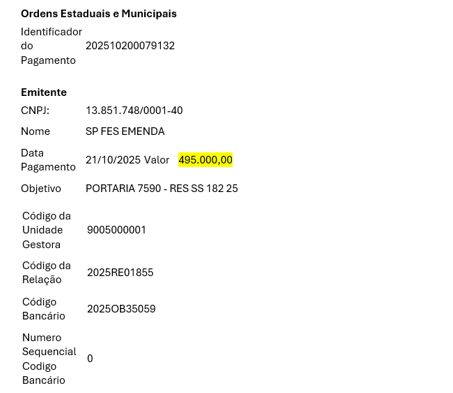 Ordens Estaduais e Municipais
Identificador
do
Pagamento 202510200079132
Emitente
CNPJ: 13.851.748/0001-40
Nome SP FES EMENDA
Data
Pagamento 21/10/2025 Valor 495.000,00
Objetivo PORTARIA 7590 - RES SS 182 25
Código da
Unidade
Gestora 9005000001
Código da
Relação 2025RE01855
Código
Bancário 2025OB35059
Numero
Sequencial
Codigo
Bancário 0